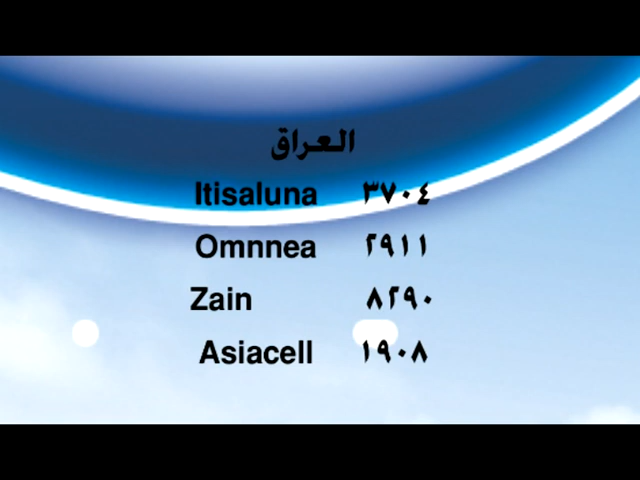 العراق
Itisaluna ٣٧٠٤
Omnnea ٢٩١١
Zain ٨٢٩٠
Asiacell ١٩٠٨